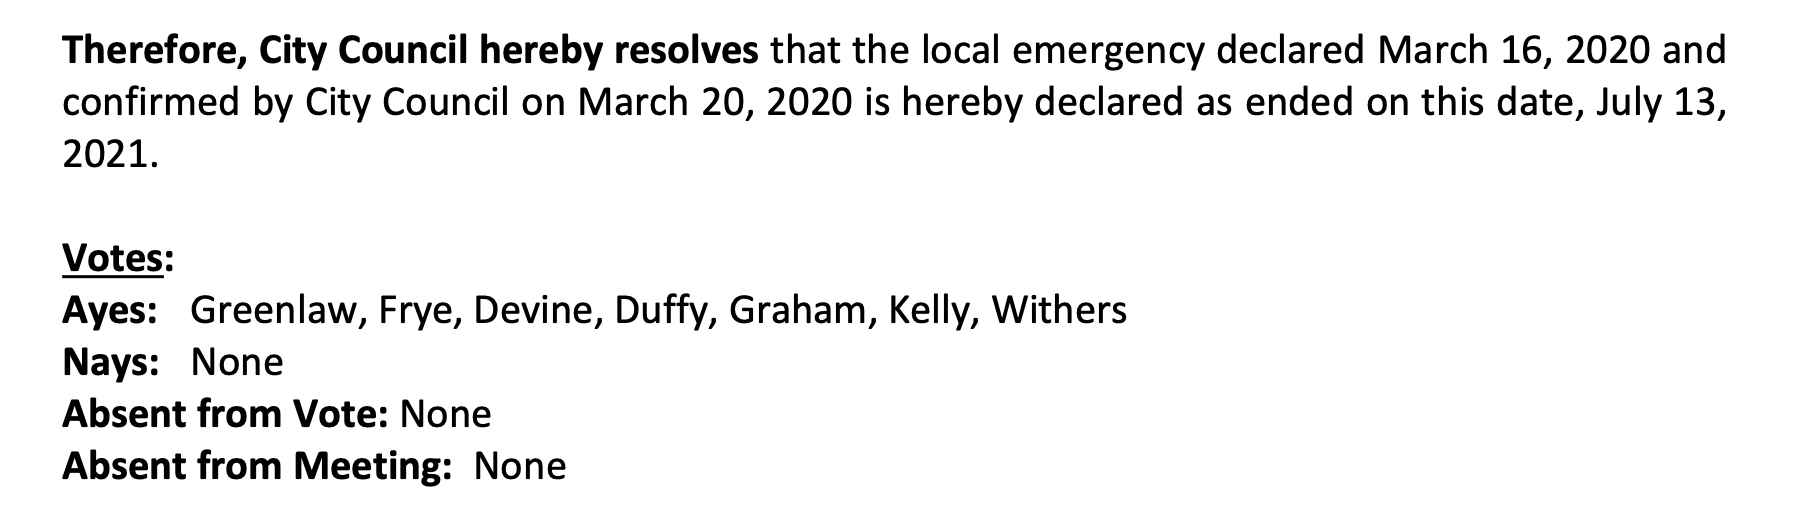 Therefore, City Council hereby resolves that the local emergency declared March 16, 2020 and
confirmed by City Council on March 20, 2020 is hereby declared as ended on this date, July 13,
2021.
Votes:
Ayes: Greenlaw, Frye, Devine, Duffy, Graham, Kelly, Withers
Nays: None
Absent from Vote: None
Absent from Meeting: None